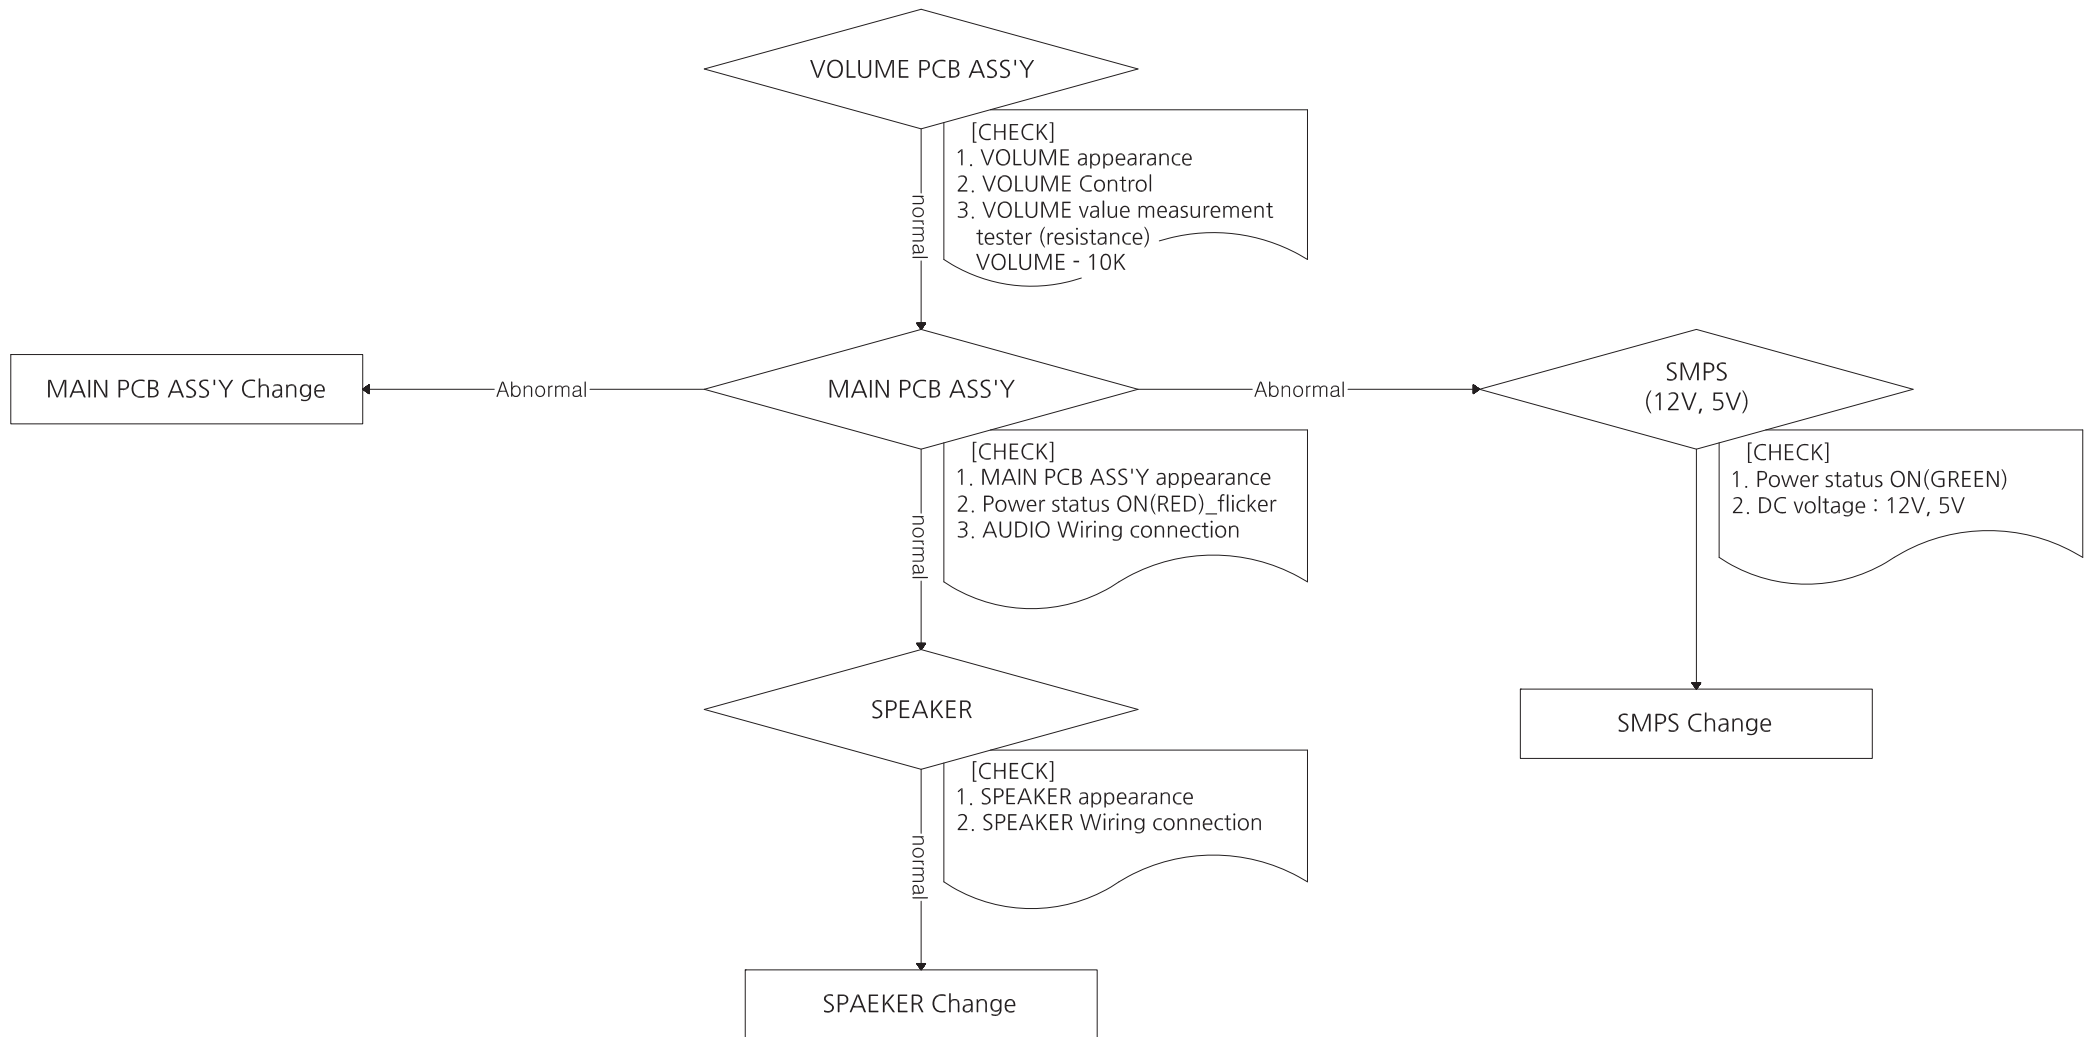 VOLUME PCB ASS'Y
[CHECK]
1. VOLUME appearance
2. VOLUME Control
3. VOLUME value measurement
tester (resistance)
VOLUME - 10K
normal
MAIN PCB ASS'Y Change
Abnormal
MAIN PCB ASS'Y
Abnormal
SMPS
(12V, 5V)
[CHECK]
1. MAIN PCB ASS'Y appearance
2. Power status ON(RED)_flicker
3. AUDIO Wiring connection
normal
[CHECK]
1. Power status ON(GREEN)
2. DC voltage : 12V, 5V
SPEAKER
SMPS Change
[CHECK]
1. SPEAKER appearance
2. SPEAKER Wiring connection
normal
SPAEKER Change